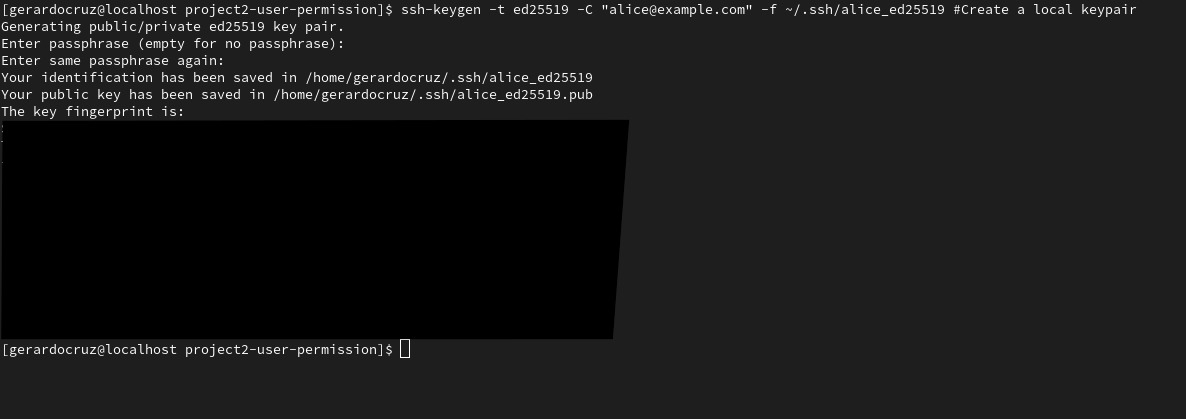 [gerardocruz@localhost project2-user-permission]$ ssh-keygen -t ed25519 -C "alice@example.com" -f ~/.ssh/alice_ed25519 #Create a local keypair
Generating public/private ed25519 key pair.
Enter passphrase (empty for no passphrase):
Enter same passphrase again:
Your identification has been saved in /home/gerardocruz/.ssh/alice_ed25519
Your public key has been saved in /home/gerardocruz/.ssh/alice_ed25519.pub
The key fingerprint is:
[gerardocruz@localhost project2-user-permission]$